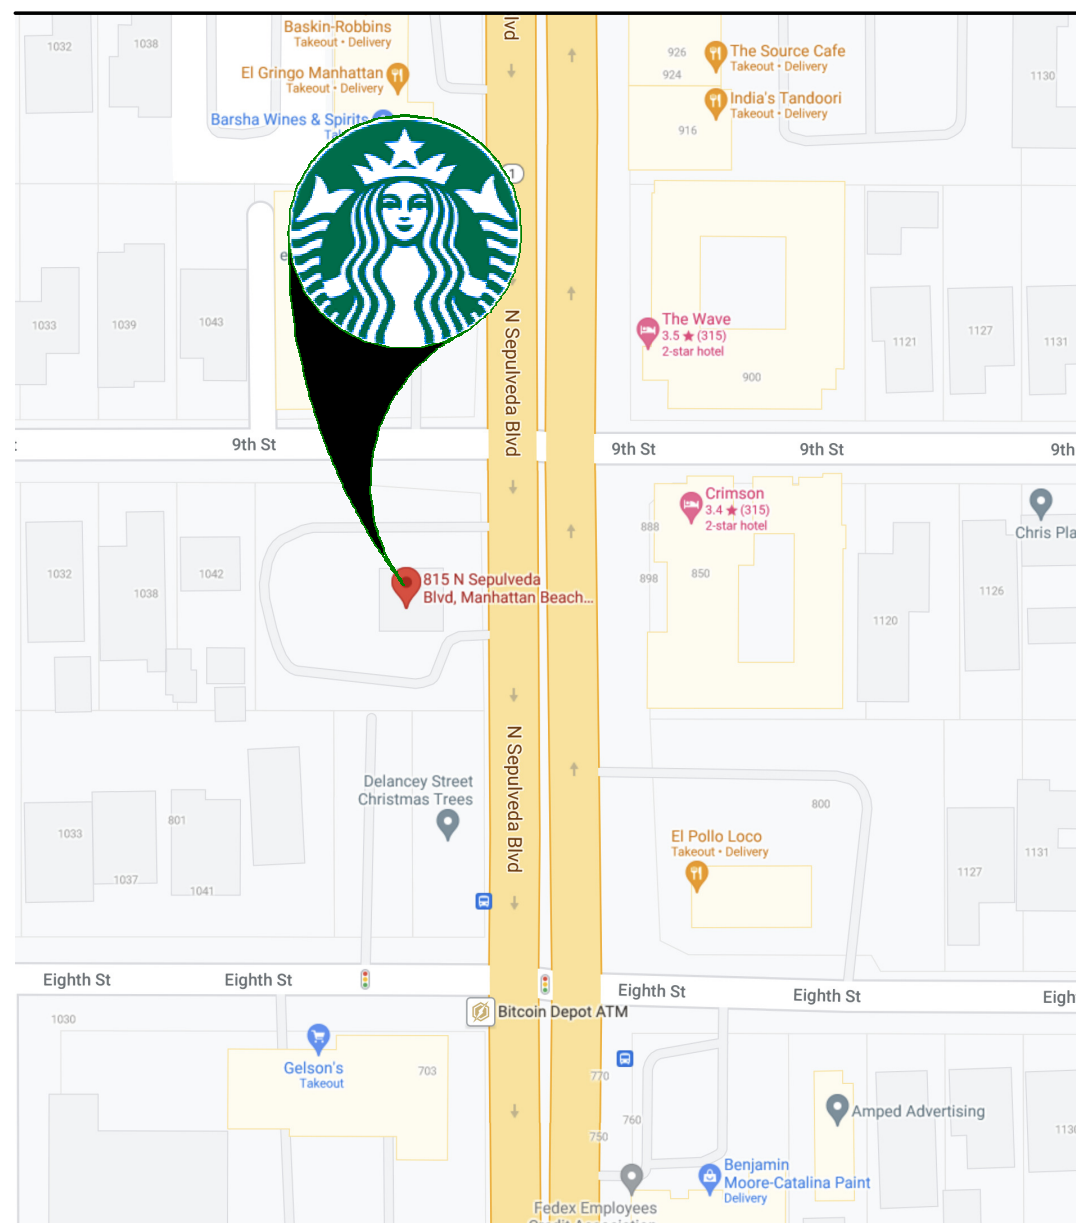 Baskin-Robbins
Takeout • Delivery
El Gringo Manhattan
Takeout • Delivery
Barsha Wines & Spirits
lvd
1032
1038
926
924
916
The Source Cafe
Takeout • Delivery
India's Tandoori
Takeout • Delivery
1130
1
1033
1039
1043
N Sepulveda Blvd
The Wave
3.5 ★ (315)
2-star hotel
900
1121
1127
1131
9th St
9th St
9th St
9th
Crimson
3.4 ★ (315)
2-star hotel
888
898
850
Chris Pla
1032
1038
1042
815 N Sepulveda
Blvd, Manhattan Beach...
1120
1126
N Sepulveda Blvd
Delancey Street
Christmas Trees
1033
801
1037
1041
800
El Pollo Loco
Takeout • Delivery
1127
1131
Eighth St
Eighth St
Eighth St
Eighth St
Eigh
Bitcoin Depot ATM
1030
Gelson's
Takeout
703
770
760
750
Amped Advertising
1130
Benjamin
Moore-Catalina Paint
Delivery
Fedex Employees